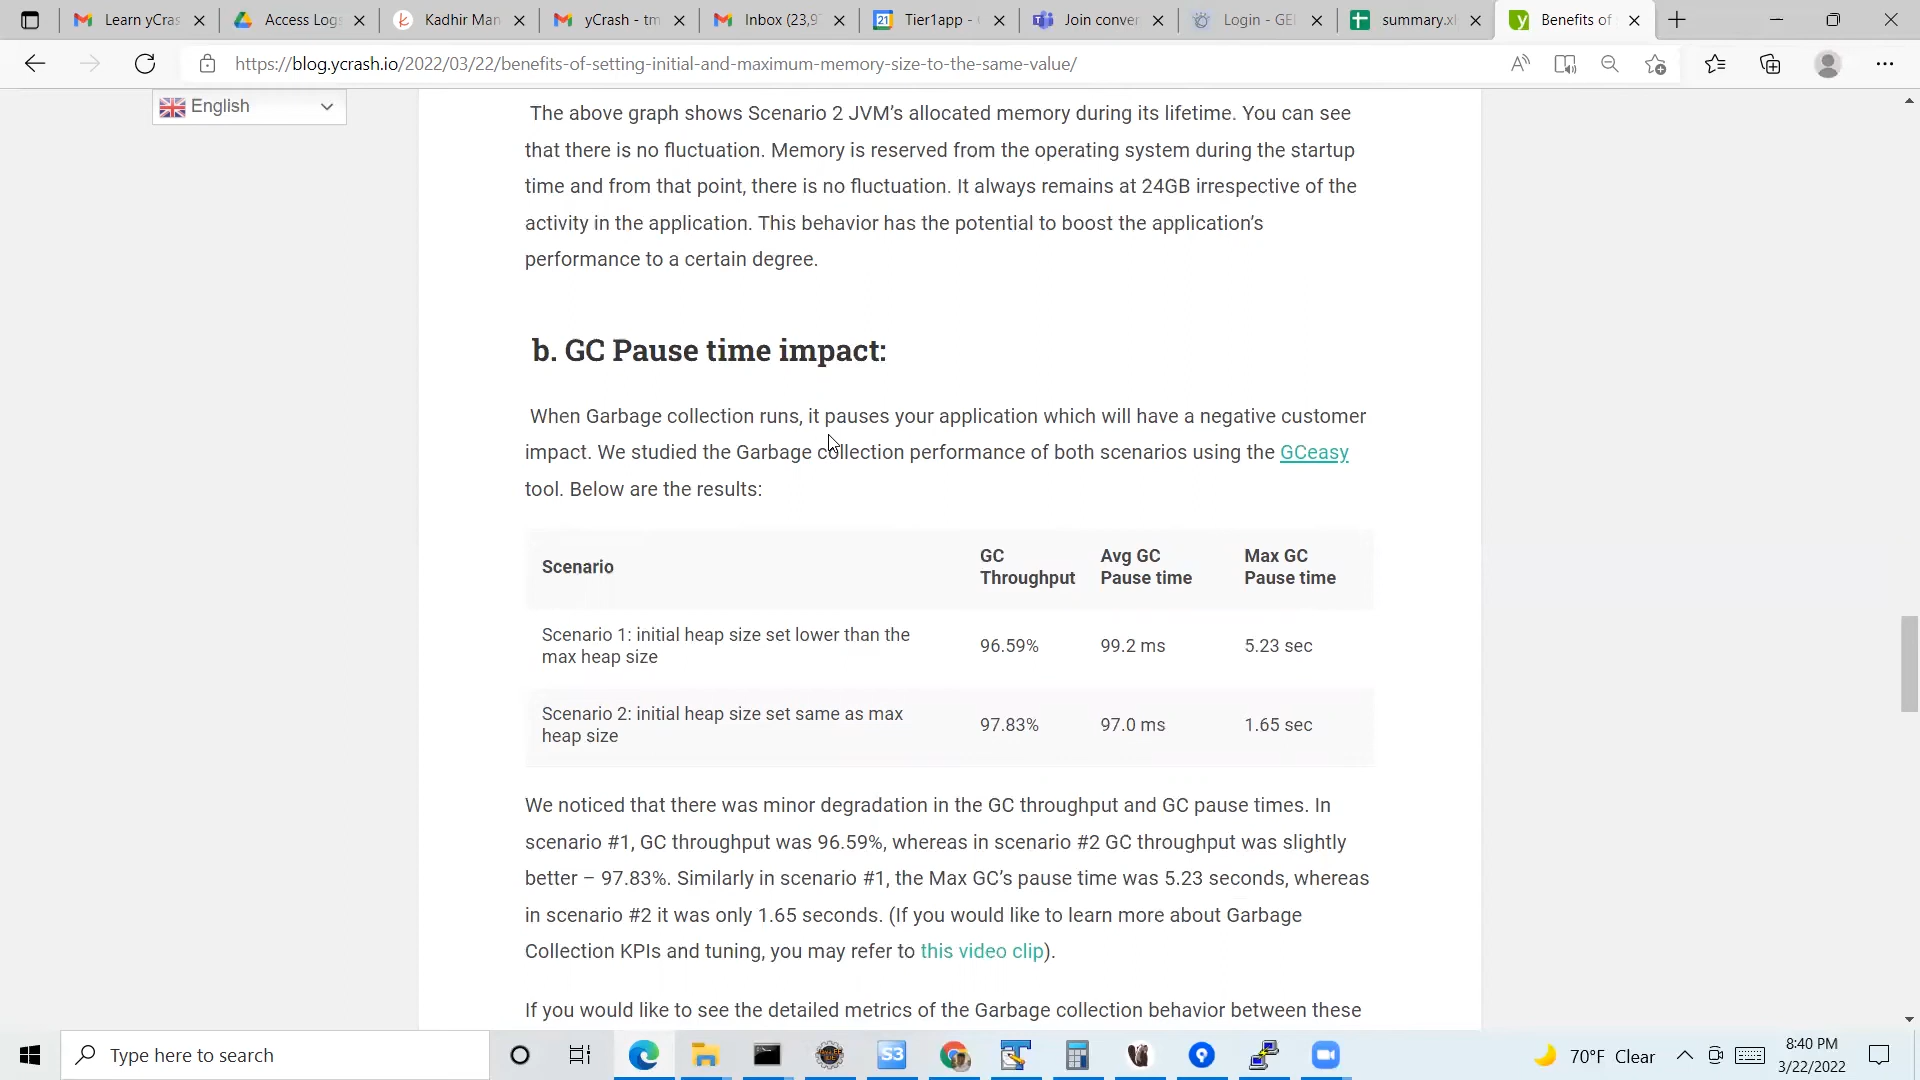 Learn yCras
Access Log
Kadhir Man
yCrash - tm
Inbox (23,9
Tier1app -
Join conver
Login - GE
summary.xl
Benefits of
https://blog.ycrash.io/2022/03/22/benefits-of-setting-initial-and-maximum-memory-size-to-the-same-value/
English
The above graph shows Scenario 2 JVM’s allocated memory during its lifetime. You can see
that there is no fluctuation. Memory is reserved from the operating system during the startup
time and from that point, there is no fluctuation. It always remains at 24GB irrespective of the
activity in the application. This behavior has the potential to boost the application’s
performance to a certain degree.
b. GC Pause time impact:
When Garbage collection runs, it pauses your application which will have a negative customer
impact. We studied the Garbage collection performance of both scenarios using the GCeasy
tool. Below are the results:
Scenario
GC
Throughput
Avg GC
Pause time
Max GC
Pause time
Scenario 1: initial heap size set lower than the
max heap size
96.59%
99.2 ms
5.23 sec
Scenario 2: initial heap size set same as max
heap size
97.83%
97.0 ms
1.65 sec
We noticed that there was minor degradation in the GC throughput and GC pause times. In
scenario #1, GC throughput was 96.59%, whereas in scenario #2 GC throughput was slightly
better – 97.83%. Similarly in scenario #1, the Max GC’s pause time was 5.23 seconds, whereas
in scenario #2 it was only 1.65 seconds. (If you would like to learn more about Garbage
Collection KPIs and tuning, you may refer to this video clip).
If you would like to see the detailed metrics of the Garbage collection behavior between these
Type here to search
S3
70°F Clear
8:40 PM
3/22/2022